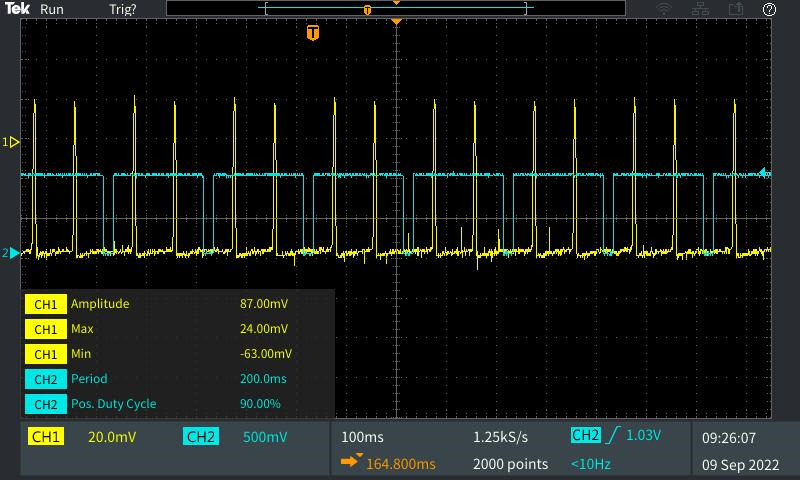 Tek Run Trig?
T
T
1
2
CH1 Amplitude 87.00mV
CH1 Max 24.00mV
CH1 Min -63.00mV
CH2 Period 200.0ms
CH2 Pos. Duty Cycle 90.00%
CH1 20.0mV CH2 500mV 100ms 1.25kS/s CH2 1.03V 09:26:07
164.800ms 2000 points <10Hz 09 Sep 2022